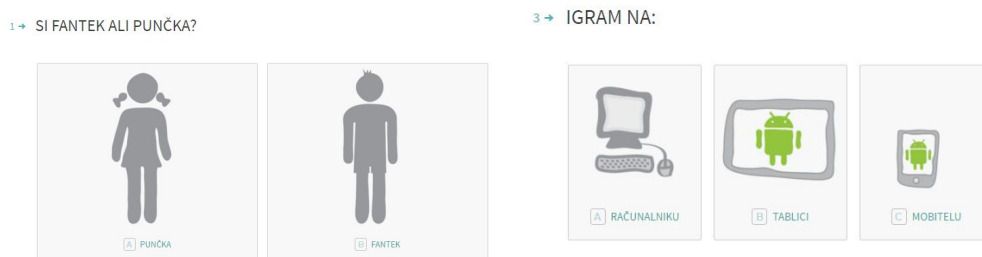 1 → SI FANTEK ALI PUNČKA?
A PUNČKA
B FANTEK
3 → IGRAM NA:
A RAČUNALNIKU
B TABLICI
C MOBITELU